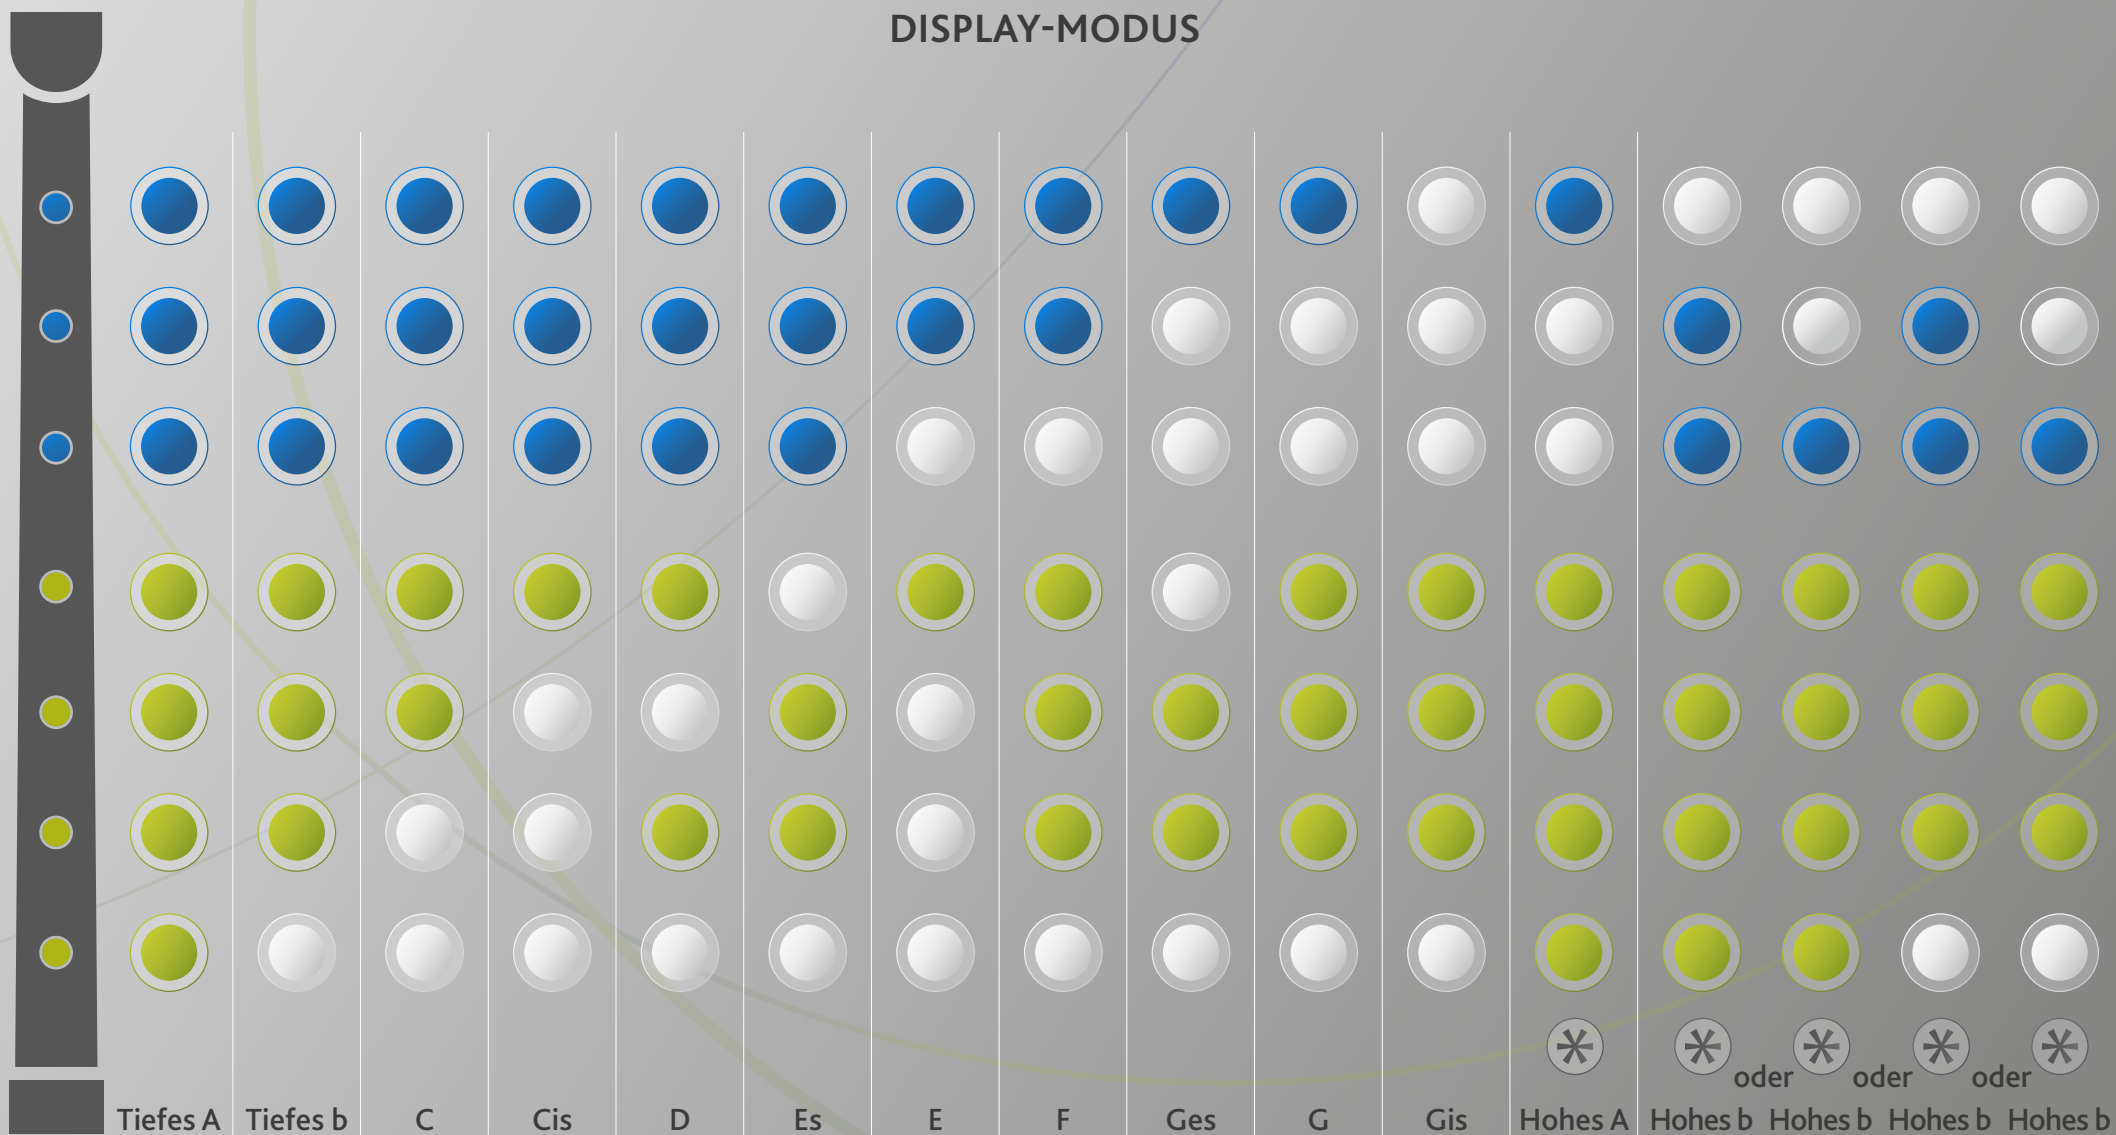 DISPLAY-MODUS
* * * * *
oder oder oder
Tiefes A Tiefes b C Cis D Es E F Ges G Gis Hohes A Hohes b Hohes b Hohes b Hohes b